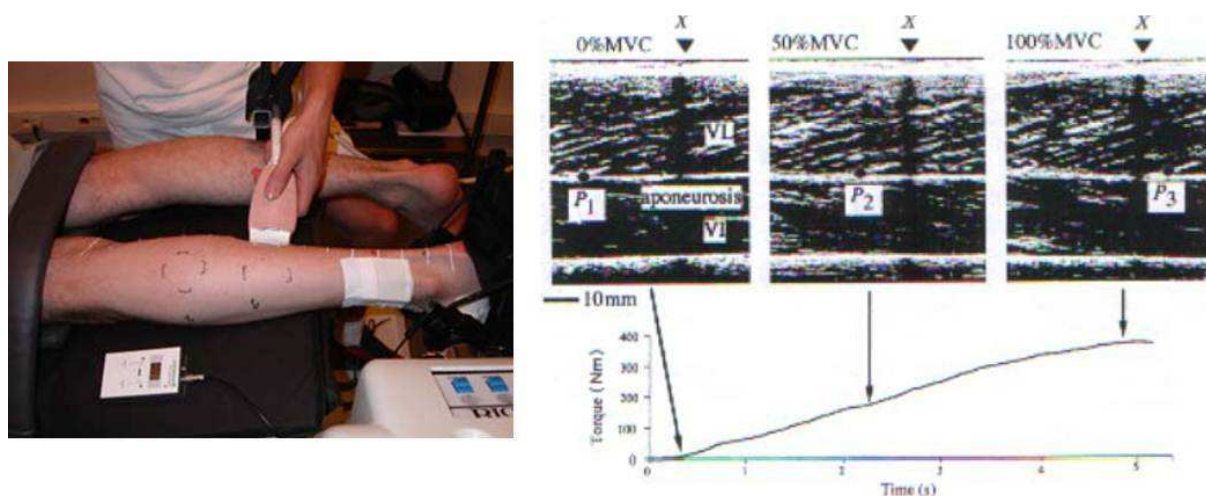 X X X
0%MVC 50%MVC 100%MVC
VL
P1 aponeurosis P2 P3
VI
10mm
Torque (Nm)
400
300
200
100
0
0 1 2 3 4 5
Time (s)
RIC